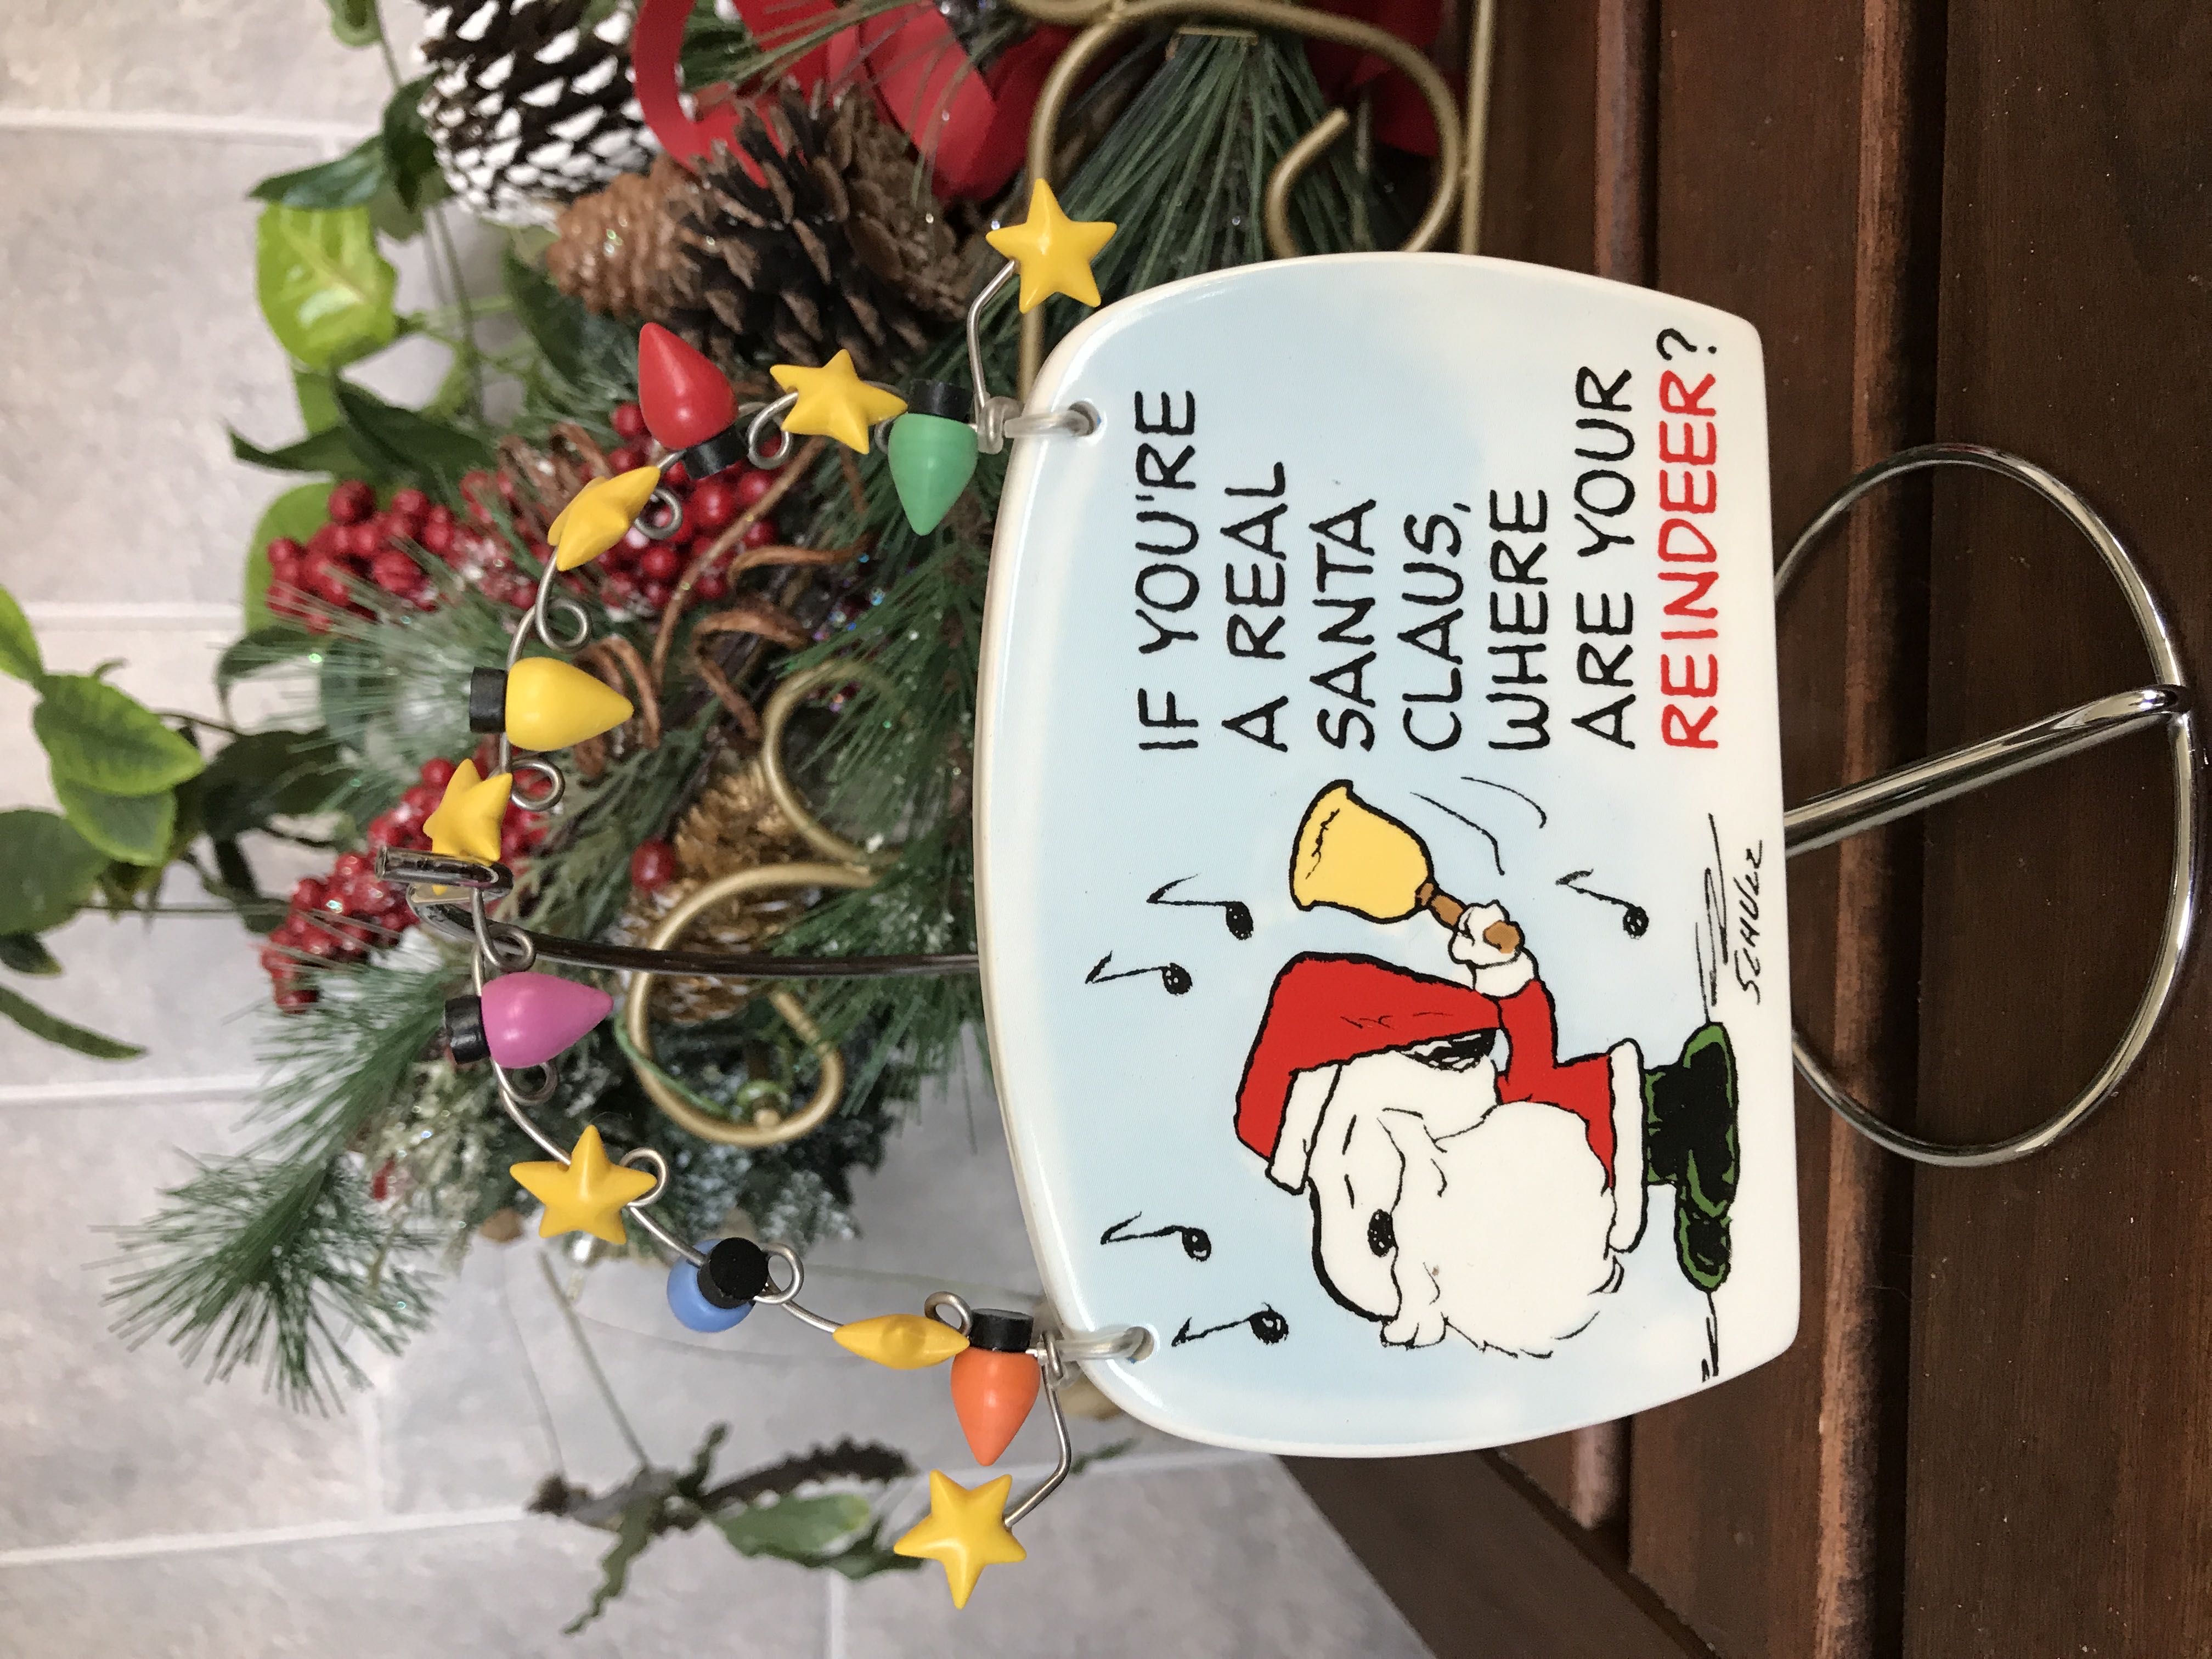 IF YOU'RE
A REAL
SANTA
CLAUS,
WHERE
ARE YOUR
REINDEER?
SCHULZ